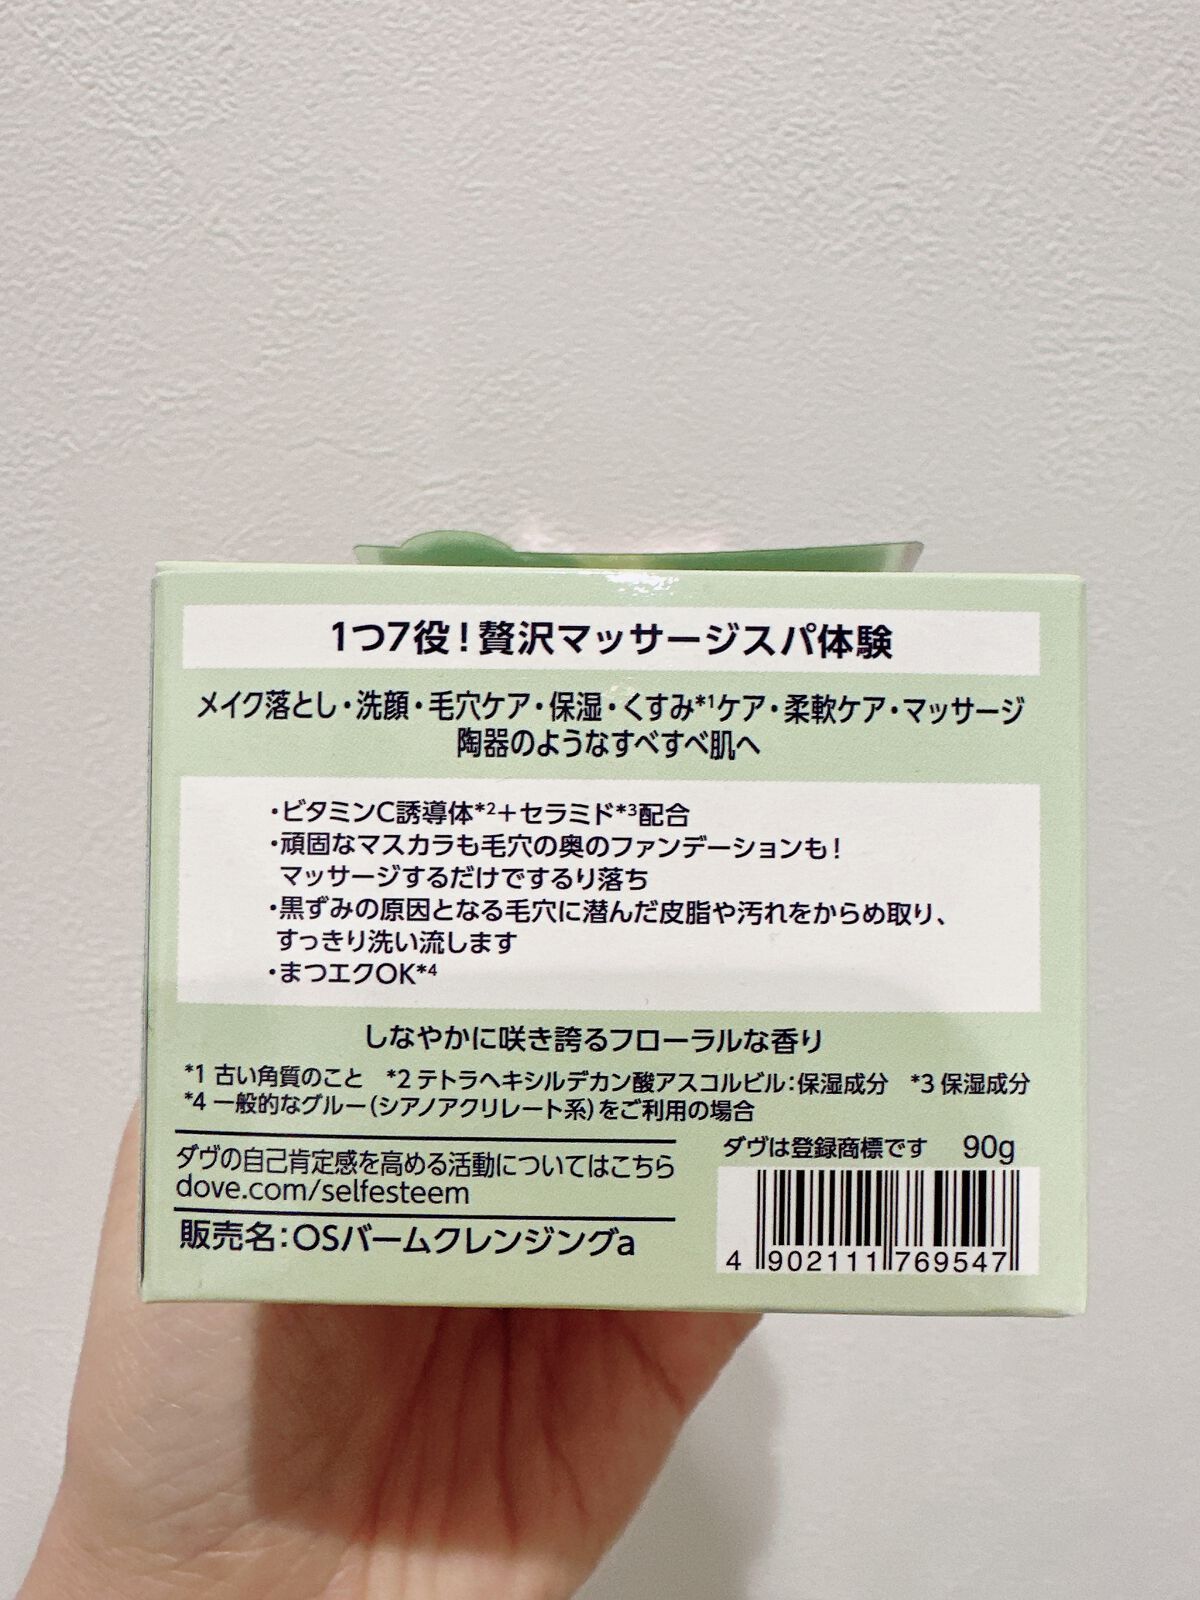 1つ7役！贅沢マッサージスパ体験
メイク落とし・洗顔・毛穴ケア・保湿・くすみ*1ケア・柔軟ケア・マッサージ
陶器のようなすべすべ肌へ
・ビタミンC誘導体*2＋セラミド*3配合
・頑固なマスカラも毛穴の奥のファンデーションも！
マッサージするだけでするり落ち
・黒ずみの原因となる毛穴に潜んだ皮脂や汚れをからめ取り、
すっきり洗い流します
・まつエクOK*4
しなやかに咲き誇るフローラルな香り
*1 古い角質のこと *2 テトラヘキシルデカン酸アスコルビル：保湿成分 *3 保湿成分
*4 一般的なグルー（シアノアクリレート系）をご利用の場合
ダヴの自己肯定感を高める活動についてはこちら
dove.com/selfesteem
販売名：OSバームクレンジングa
ダヴは登録商標です 90g
4 902111 769547